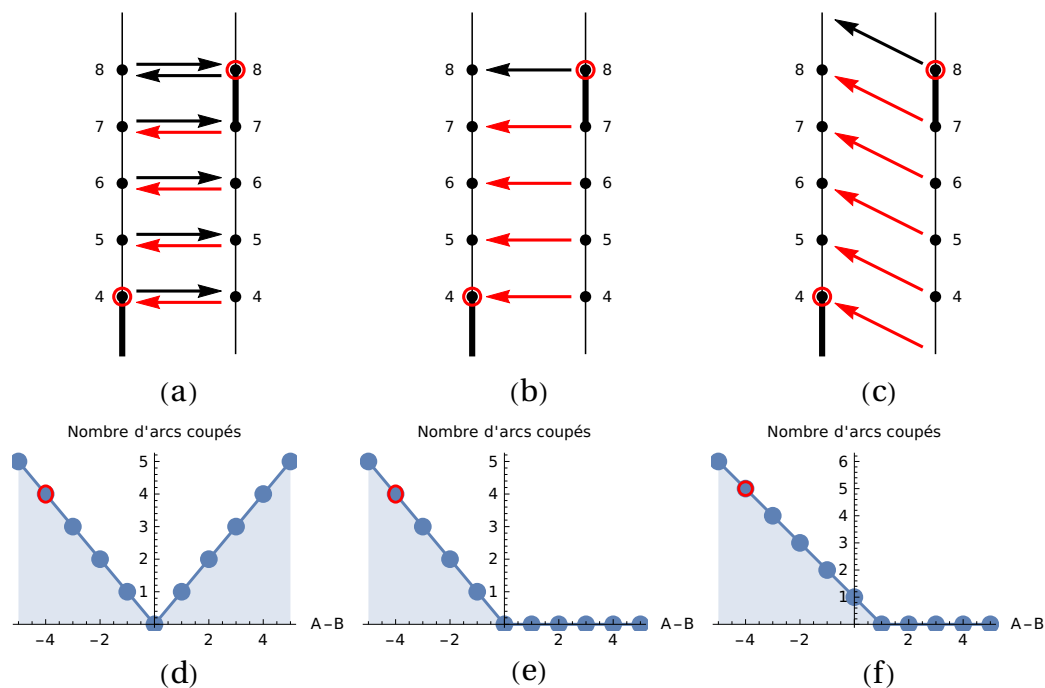 8 8 8 8 8 8
7 7 7 7 7 7
6 6 6 6 6 6
5 5 5 5 5 5
4 4 4 4 4 4
(a) (b) (c)
Nombre d'arcs coupés
5
4
3
2
1
−4 −2 0 2 4 A−B
(d)
Nombre d'arcs coupés
5
4
3
2
1
−4 −2 0 2 4 A−B
(e)
Nombre d'arcs coupés
6
5
4
3
2
1
−4 −2 2 4 A−B
(f)